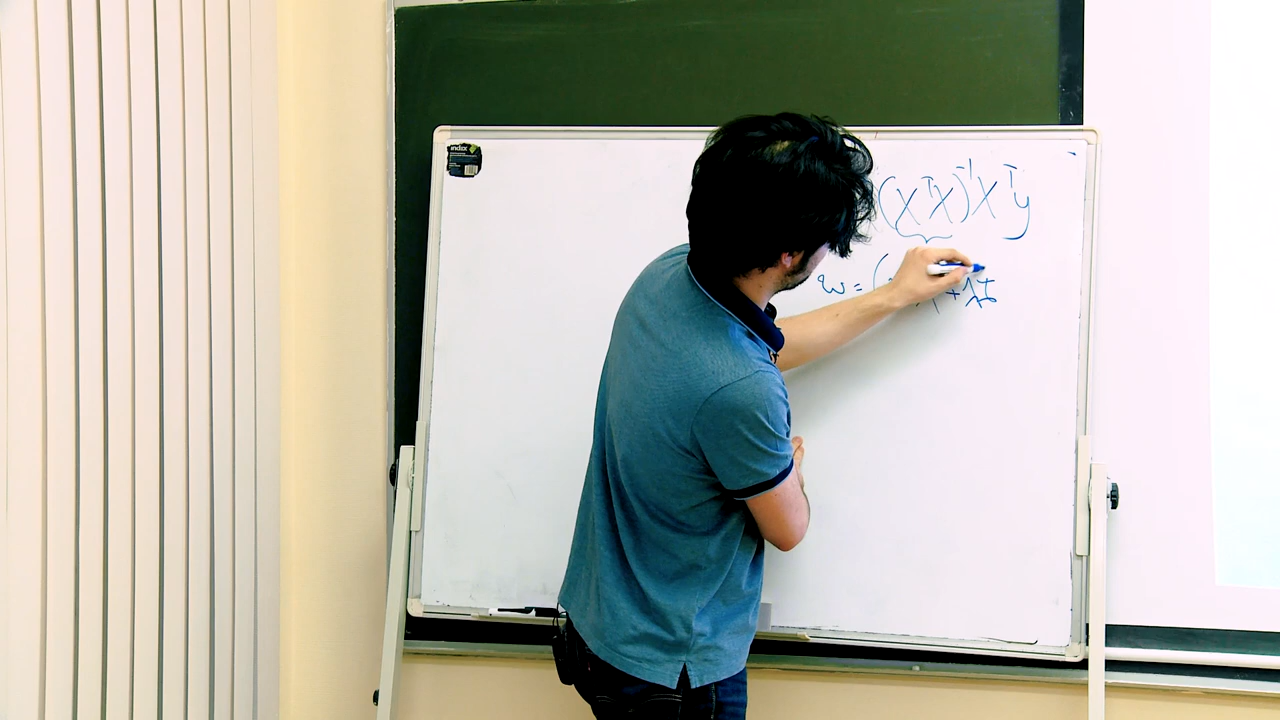 index
(XᵀX)⁻¹Xᵀy
w = ( + λI